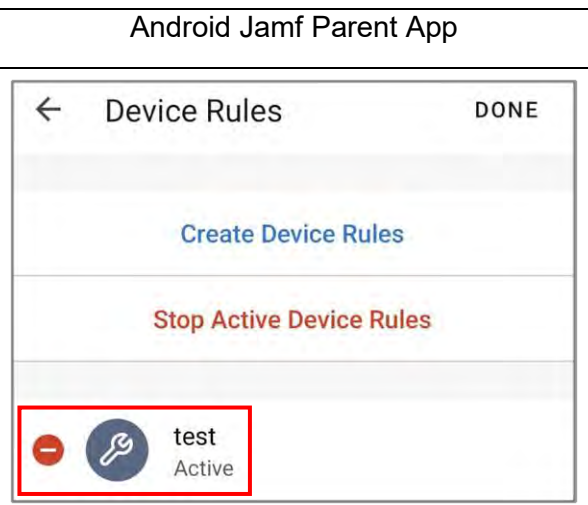 Android Jamf Parent App
Device Rules DONE
Create Device Rules
Stop Active Device Rules
test
Active